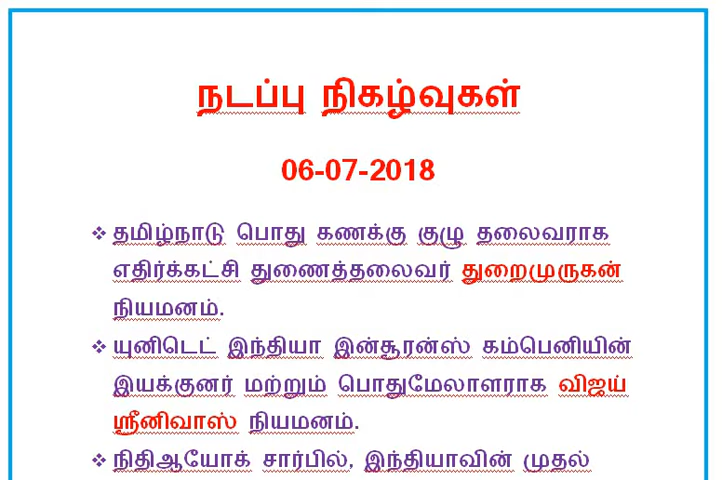 நடப்பு நிகழ்வுகள்
06-07-2018
❖ தமிழ்நாடு பொது கணக்கு குழு தலைவராக
எதிர்க்கட்சி துணைத்தலைவர் துறைமுருகன்
நியமனம்.
❖ யுனிடெட் இந்தியா இன்சூரன்ஸ் கம்பெனியின்
இயக்குனர் மற்றும் பொதுமேலாளராக விஜய்
ஸ்ரீனிவாஸ் நியமனம்.
❖ நிதிஆயோக் சார்பில், இந்தியாவின் முதல்